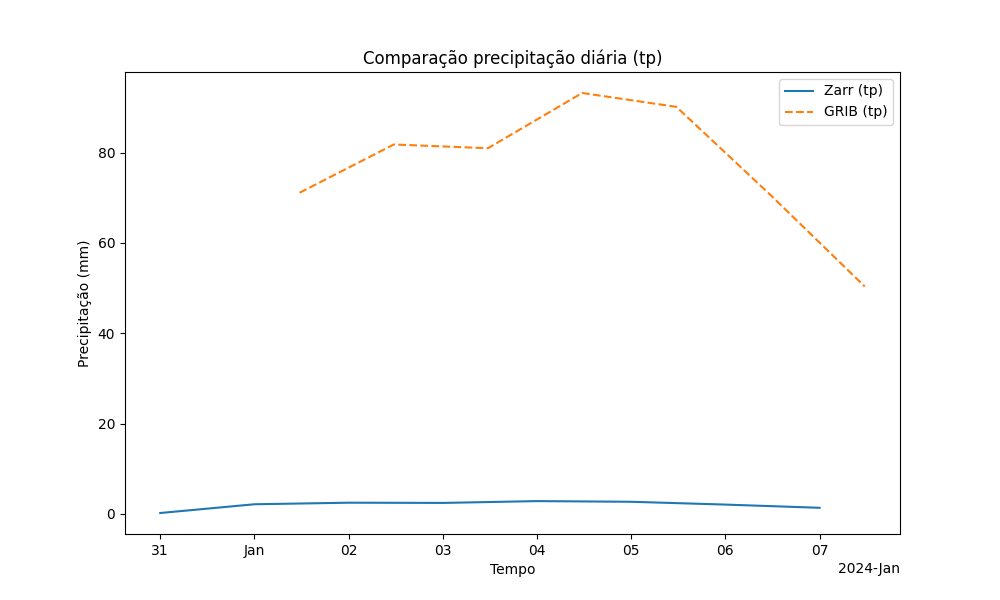 Comparação precipitação diária (tp)
Zarr (tp)
GRIB (tp)
Precipitação (mm)
80
60
40
20
0
31 Jan 02 03 04 05 06 07
Tempo
2024-Jan